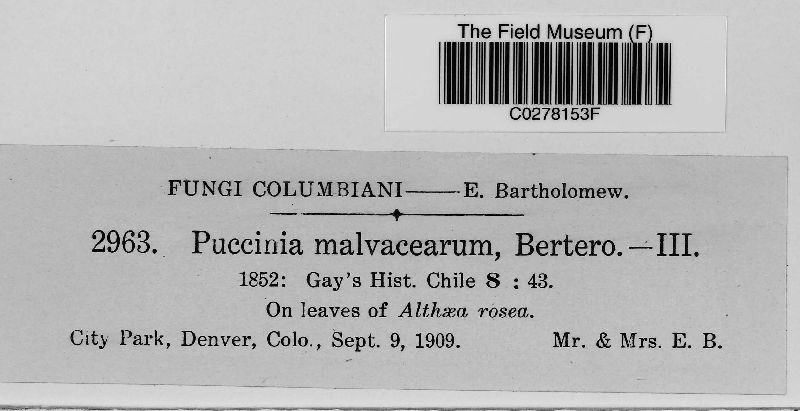 The Field Museum (F)
C0278153F
FUNGI COLUMBIANI—E. Bartholomew.
2963. Puccinia malvacearum, Bertero.—III.
1852: Gay's Hist. Chile 8 : 43.
On leaves of Althæa rosea.
City Park, Denver, Colo., Sept. 9, 1909. Mr. & Mrs. E. B.